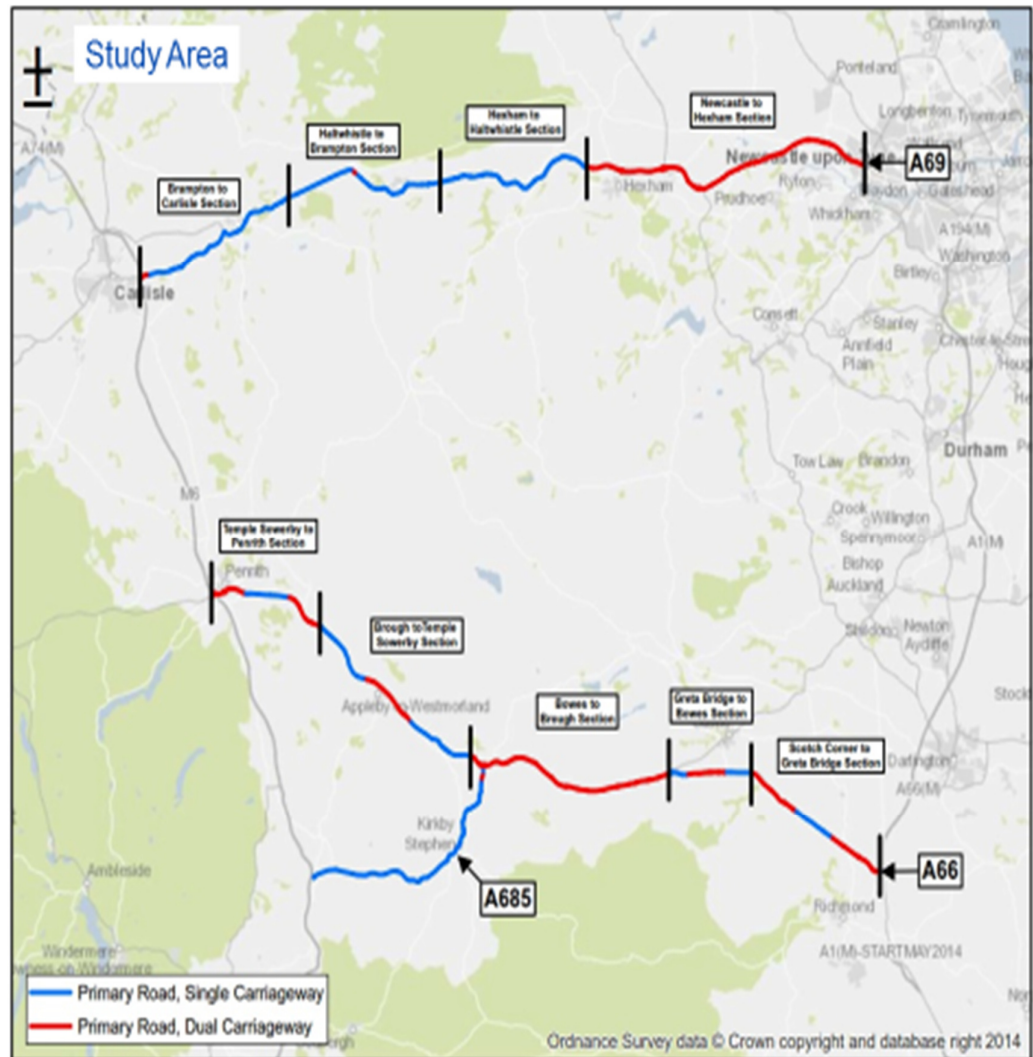 Study Area
Cramlington
Ponteland
Longbenton
Tynemouth
A74(M)
Newcastle to
Hexham Section
Hexham to
Haltwhistle Section
Haltwhistle to
Brampton Section
Brampton to
Carlisle Section
Newcastle upon
A69
Hexham
Prudhoe
Ryton
Blaydon
Gateshead
Whickham
A194(M)
Washington
Birtley
Carlisle
Consett
Stanley
Annfield
Plain
Durham
Tow Law
Brandon
M6
Crook
Willington
Spennymoor
A1(M)
Bishop
Auckland
Temple Sowerby to
Penrith Section
Penrith
Shildon
Newton
Aycliffe
Brough toTemple
Sowerby Section
Appleby-in-Westmorland
Bowes to
Brough Section
Greta Bridge to
Bowes Section
Scotch Corner to
Greta Bridge Section
Darlington
A66(M)
Kirkby
Stephen
A685
A66
Ambleside
Richmond
A1(M)-STARTMAY2014
Windermere
Primary Road, Single Carriageway
Primary Road, Dual Carriageway
Ordnance Survey data © Crown copyright and database right 2014